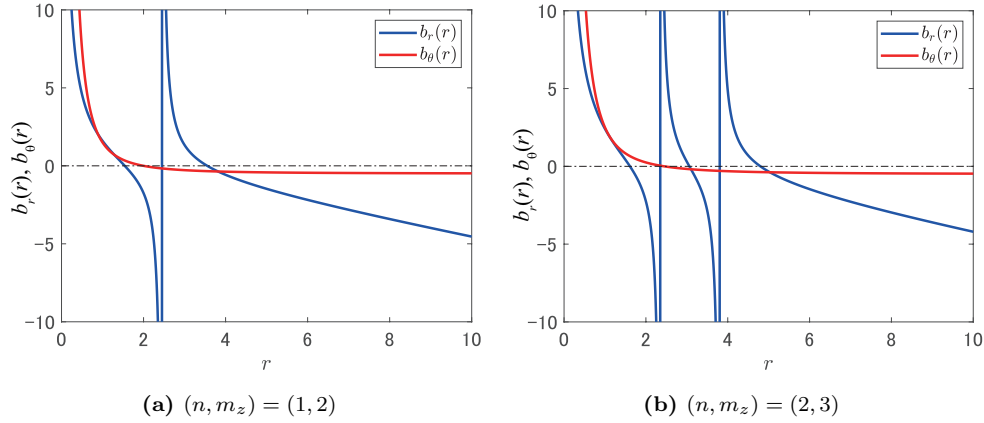 10
5
0
−5
−10
b_r(r), b_θ(r)
b_r(r)
b_θ(r)
0 2 4 6 8 10
r
(a) (n, m_z) = (1, 2)
10
5
0
−5
−10
b_r(r), b_θ(r)
b_r(r)
b_θ(r)
0 2 4 6 8 10
r
(b) (n, m_z) = (2, 3)